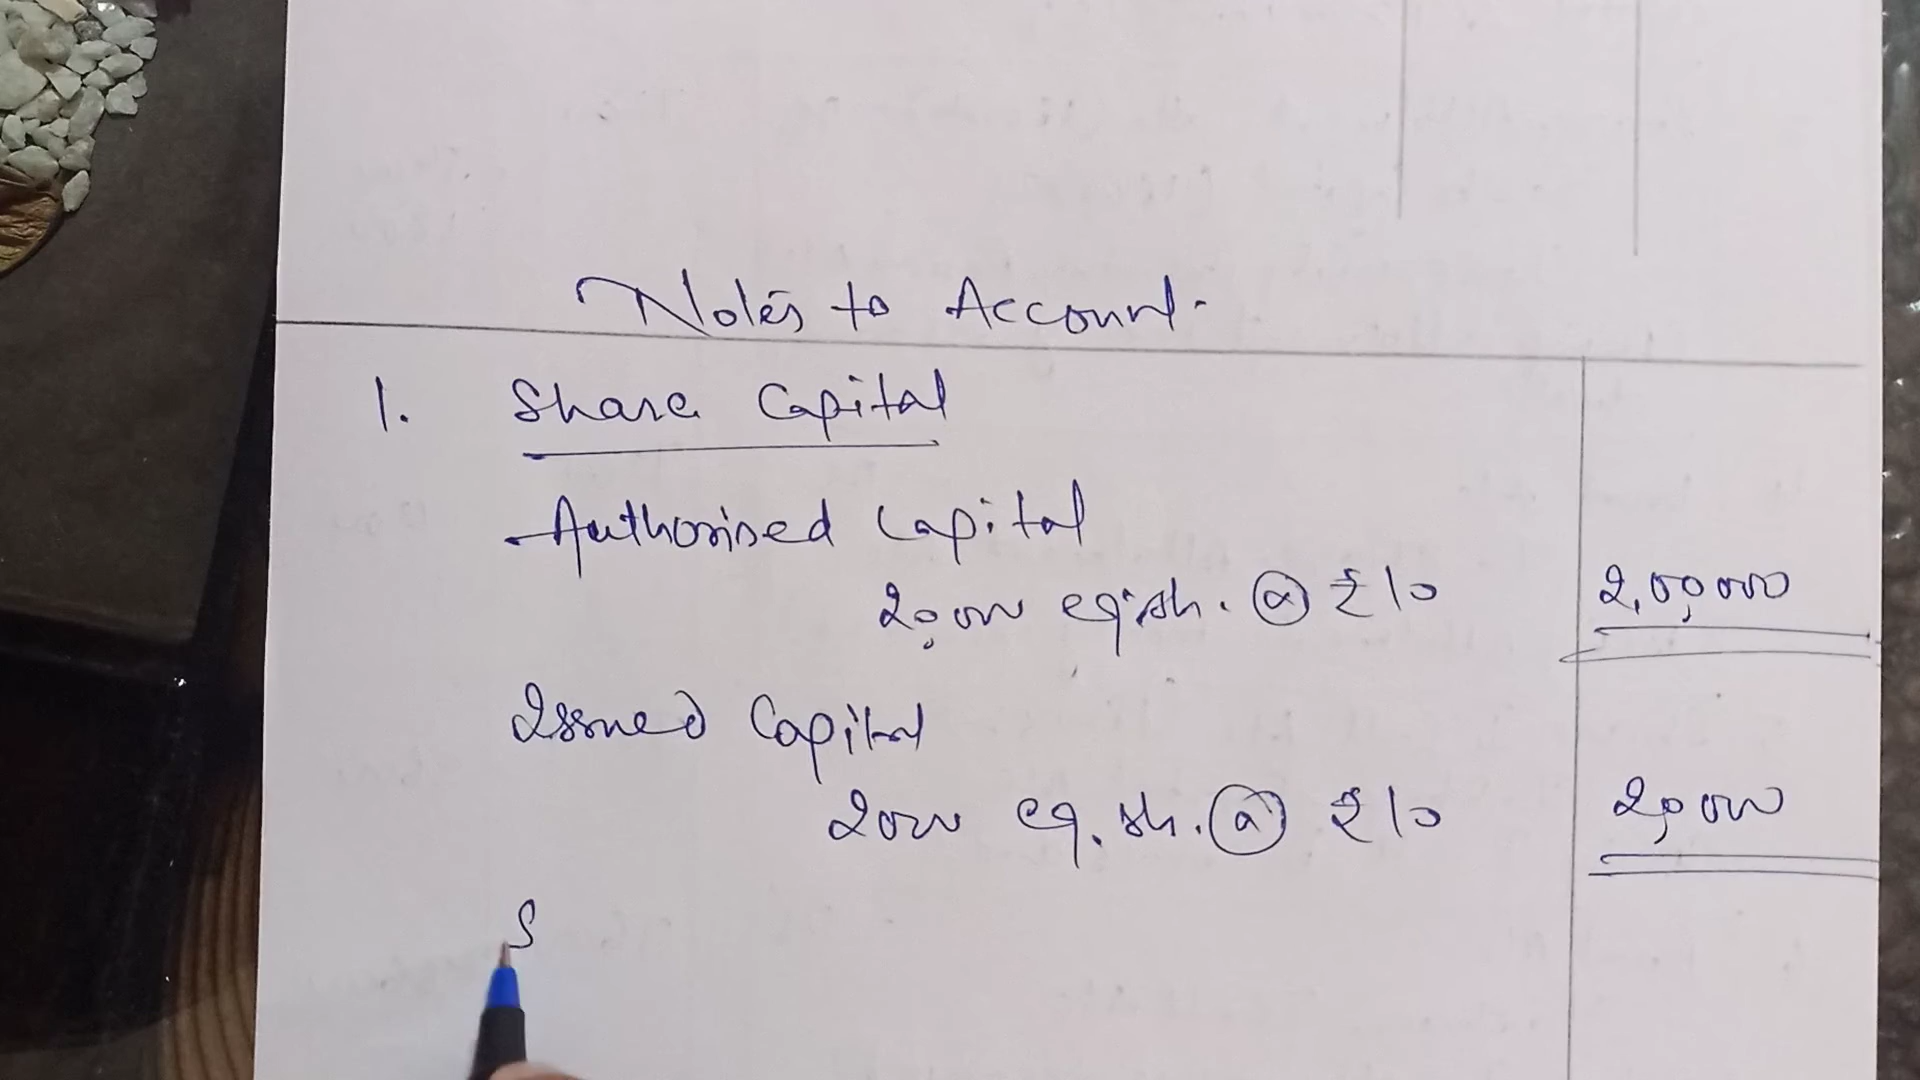 Notes to Account.
1. Share Capital
Authorised Capital
20,000 eq. sh. @ ₹10 2,00,000
Issued Capital
2000 eq. sh. @ ₹10 20,000
S